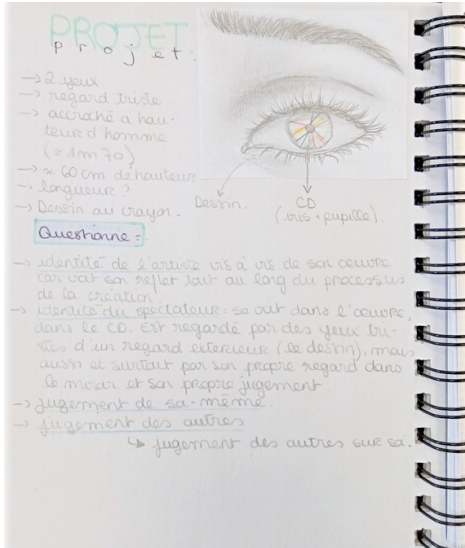 PROJET
projet:
→ 2 yeux
→ regard triste
→ accroché a hau-
teur d'homme
(≈ 1m70)
→ ≈ 60 cm de hauteur
→ longueur ?
→ Dessin au crayon.
Dessin.
CD
(iris + pupille).
Questionne :
→ identité de l'artiste vis à vis de son oeuvre
car voit son reflet tout au long du processus
de la création.
→ identité du spectateur : se voit dans l'oeuvre,
dans le CD. Est regardé par des yeux tri-
stes d'un regard exterieur (le dessin), mais
aussi et surtout par son propre regard dans
le miroir et son propre jugement.
→ jugement de soi-même.
→ jugement des autres
↳ jugement des autres sur soi.